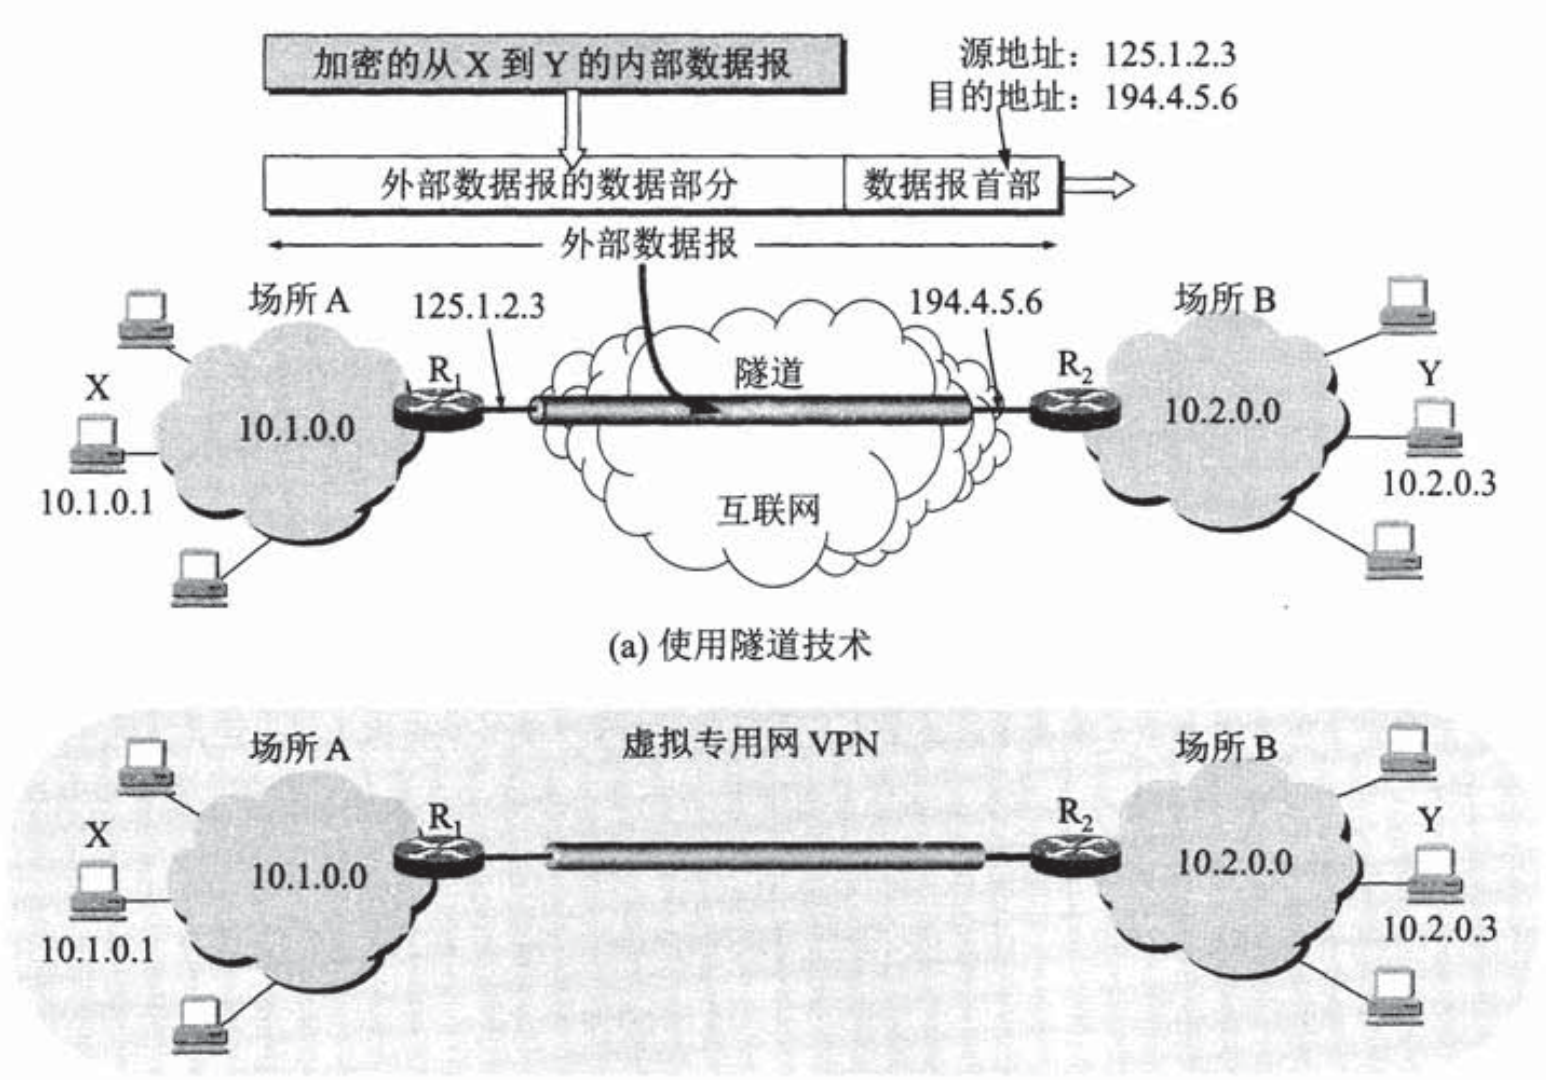 加密的从 X 到 Y 的内部数据报
源地址：125.1.2.3
目的地址：194.4.5.6
外部数据报的数据部分
数据报首部
外部数据报
场所 A
125.1.2.3
194.4.5.6
场所 B
X
R1
隧道
R2
Y
10.1.0.0
10.2.0.0
10.1.0.1
互联网
10.2.0.3
(a) 使用隧道技术
场所 A
虚拟专用网 VPN
场所 B
X
R1
R2
Y
10.1.0.0
10.2.0.0
10.1.0.1
10.2.0.3